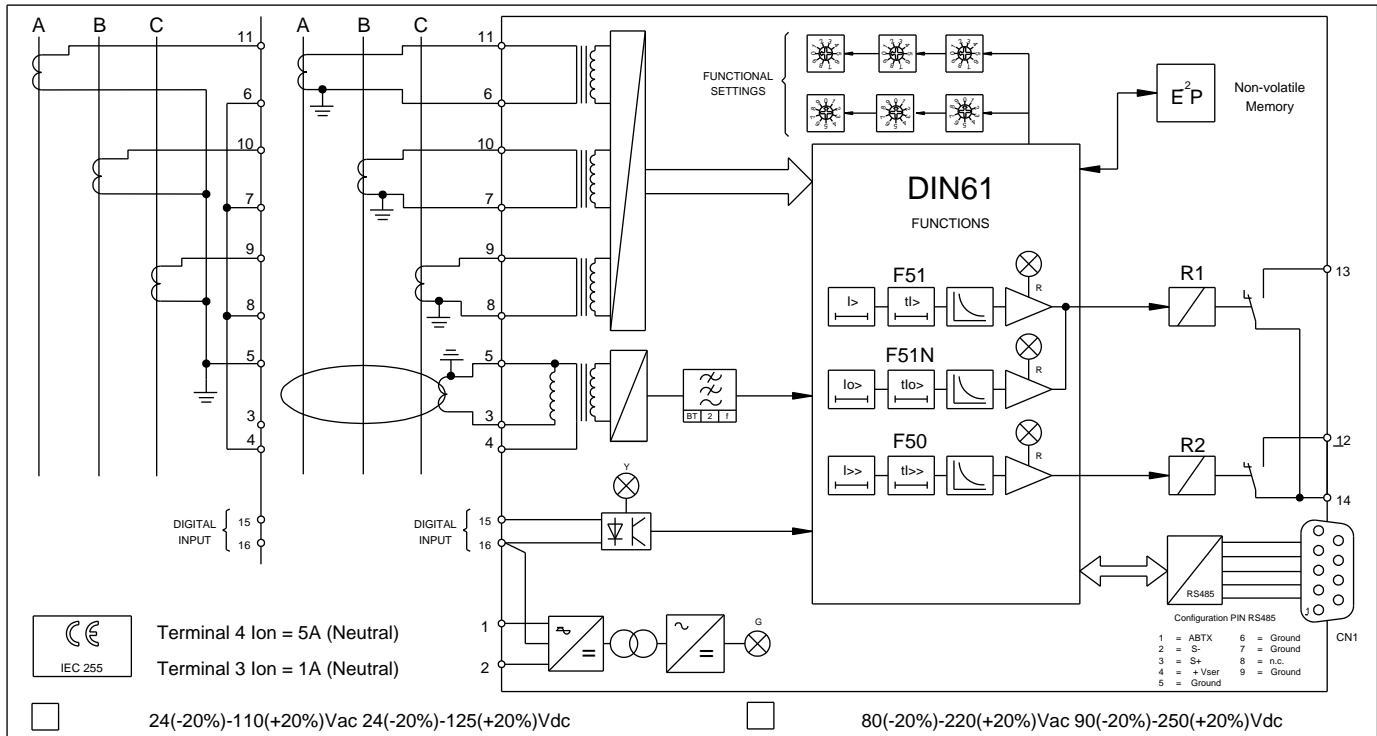 A B C
11
6
10
7
9
8
5
3
4
DIGITAL
INPUT
15
16
A B C
11
6
10
7
9
8
5
3
4
DIGITAL
INPUT
15
16
1
2
FUNCTIONAL
SETTINGS
E2P
Non-volatile
Memory
DIN61
FUNCTIONS
F51
I> tI>
R
R1
13
F51N
Io> tIo>
R
BT 2 f
F50
I>> tI>>
R
R2
12
14
Y
G
RS485
CN1
Configuration PIN RS485
1 = ABTX 6 = Ground
2 = S- 7 = Ground
3 = S+ 8 = n.c.
4 = + Vser 9 = Ground
5 = Ground
CE
IEC 255
Terminal 4 Ion = 5A (Neutral)
Terminal 3 Ion = 1A (Neutral)
24(-20%)-110(+20%)Vac 24(-20%)-125(+20%)Vdc
80(-20%)-220(+20%)Vac 90(-20%)-250(+20%)Vdc